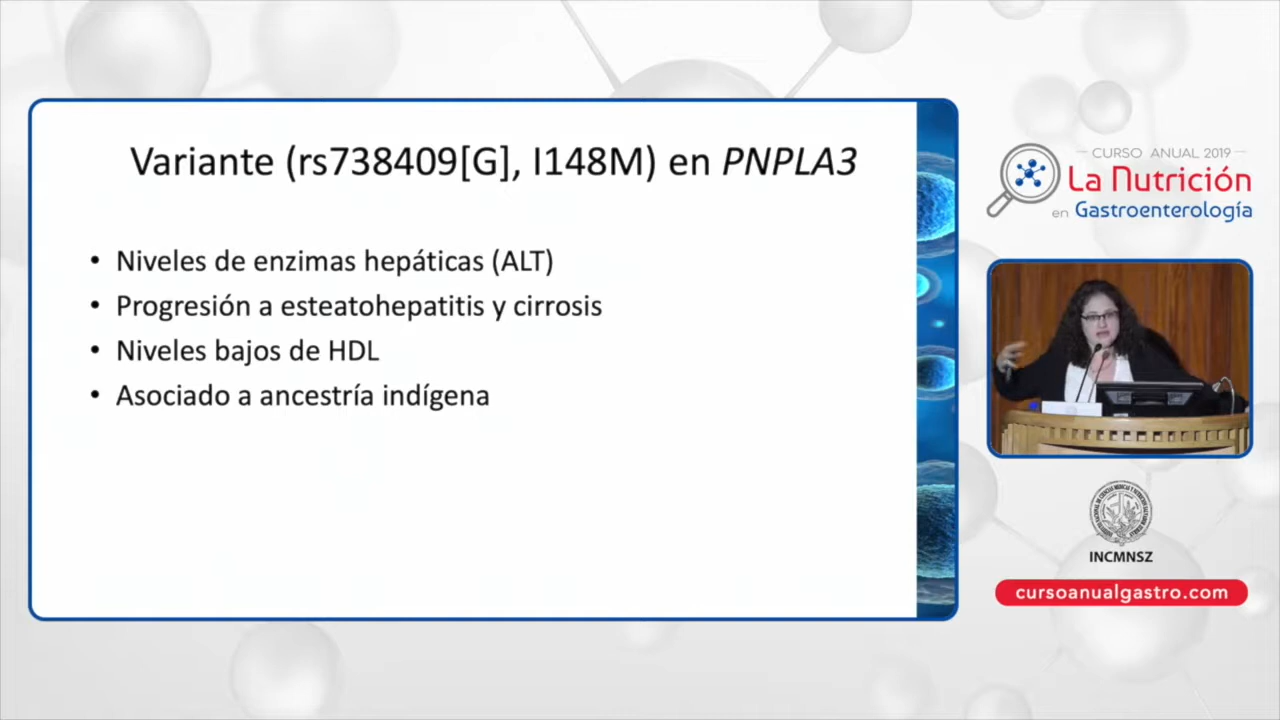 Variante (rs738409[G], I148M) en PNPLA3
• Niveles de enzimas hepáticas (ALT)
• Progresión a esteatohepatitis y cirrosis
• Niveles bajos de HDL
• Asociado a ancestría indígena
CURSO ANUAL 2019
La Nutrición
en Gastroenterología
INCMNSZ
cursoanualgastro.com